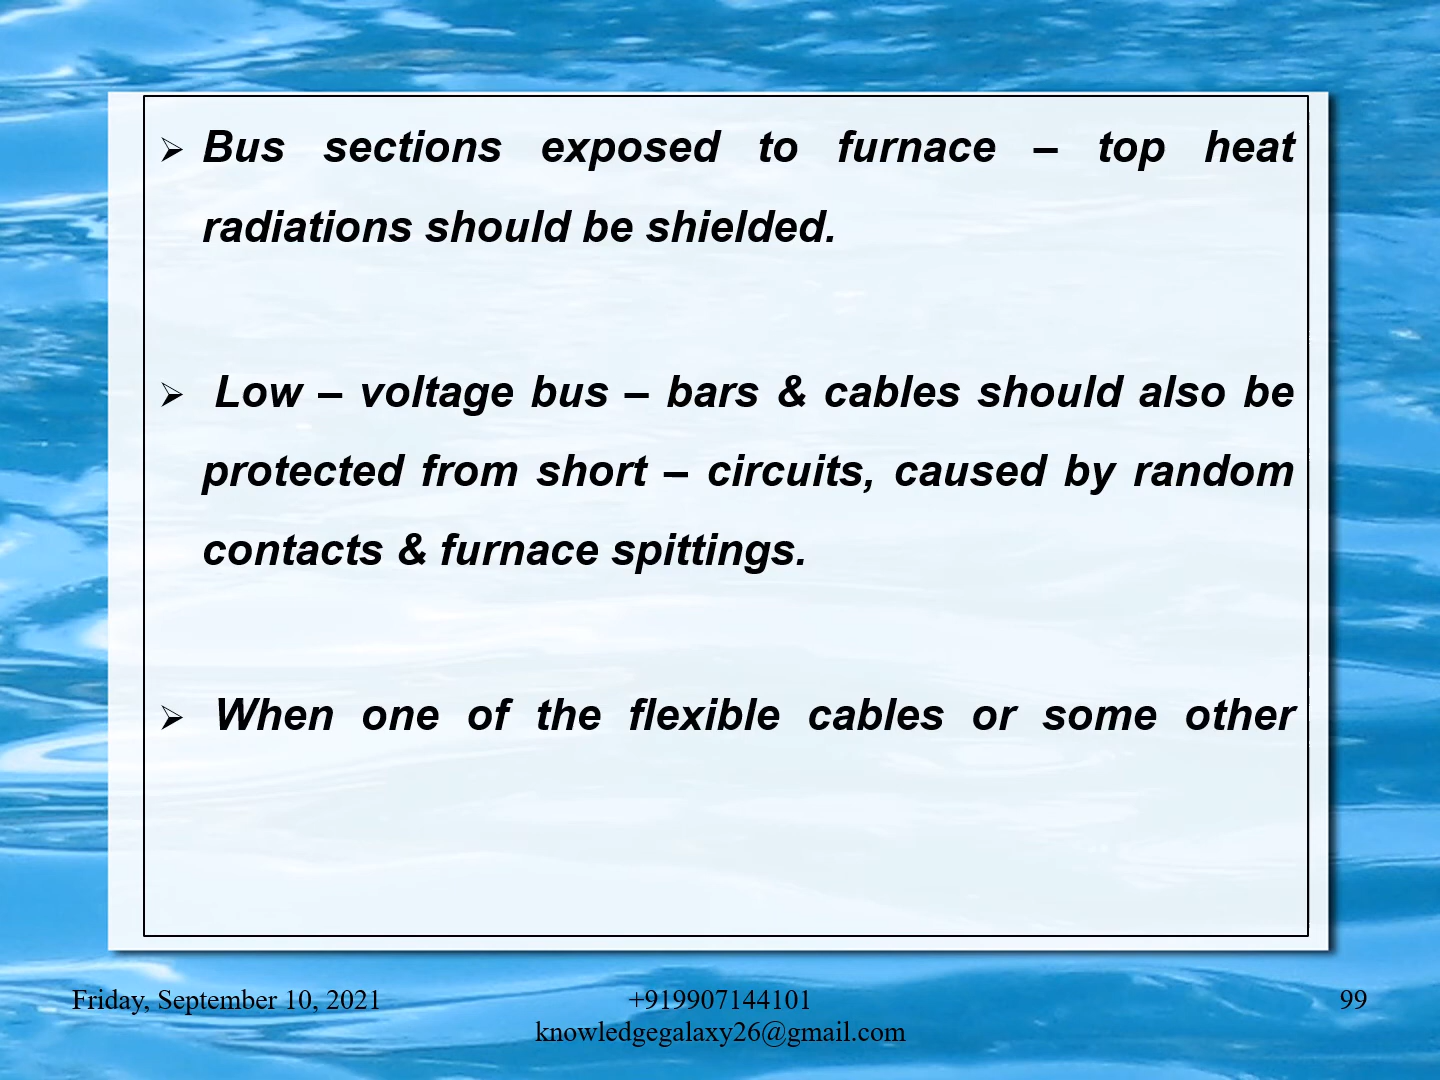 Bus sections exposed to furnace – top heat
radiations should be shielded.
Low – voltage bus – bars & cables should also be
protected from short – circuits, caused by random
contacts & furnace spittings.
When one of the flexible cables or some other
Friday, September 10, 2021
+919907144101
knowledgegalaxy26@gmail.com
99